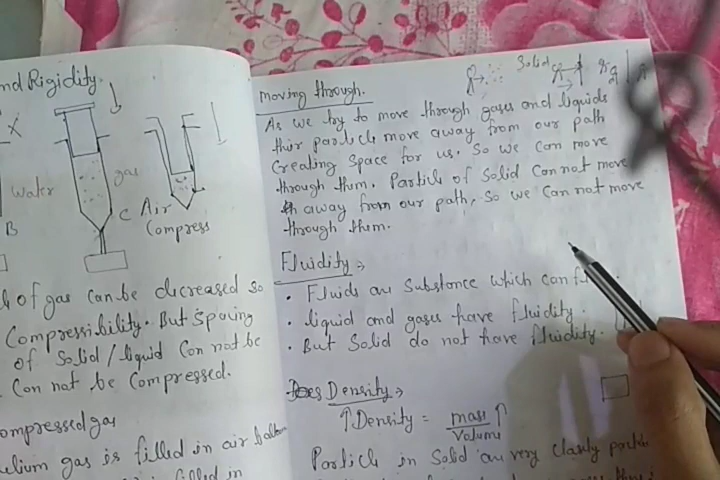 nd Rigidity.
X
Water
B
gas
C
Air
Compress
of gas can be decreased so
Compressibility. But Spacing
of Solid / liquid Can not be
Can not be Compressed.
ompressed gas
elium gas is filled in air
filled in
Solid
moving through.
As we try to move through gases and liquids
thir particle move away from our path
Creating space for us. So we can move
through them. Particle of Solid Can not move
away from our path, So we Can not move
through them.
Fluidity :-
• Fluids are Substance which can
• liquid and gases have fluidity.
• But Solid do not have fluidity.
Density :-
↑ Density = mass ↑
Volume
Particle in Solid are very closly